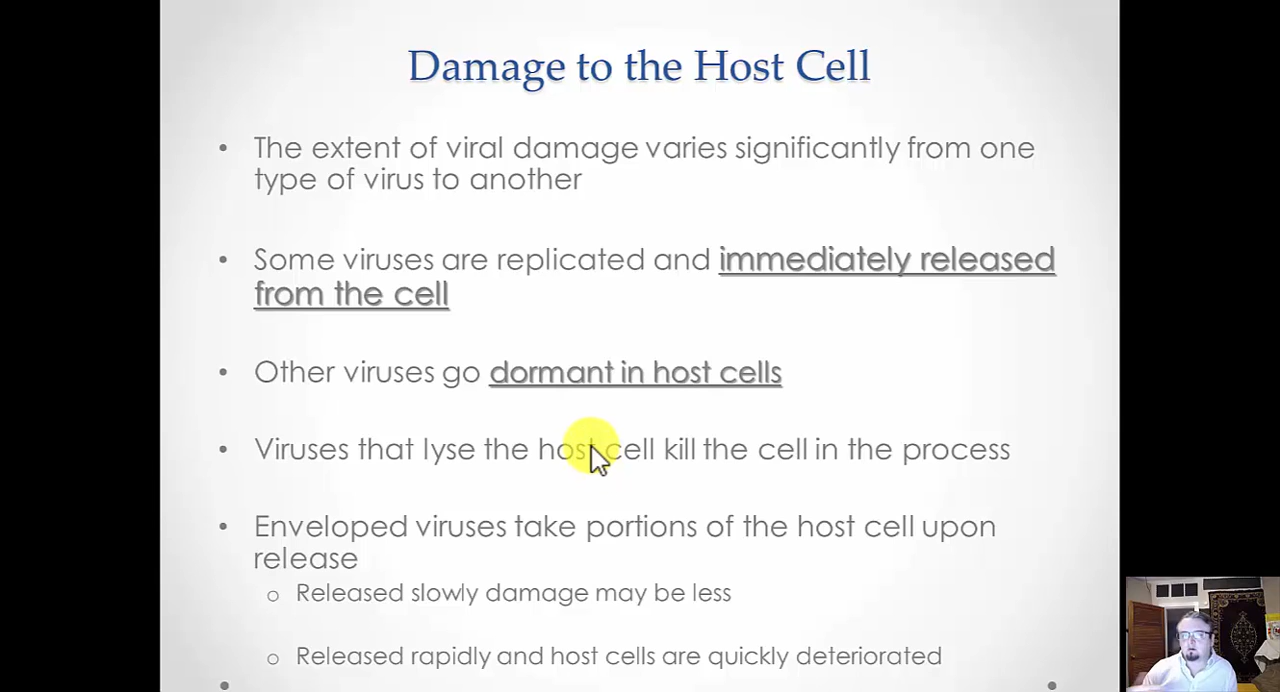 Damage to the Host Cell
• The extent of viral damage varies significantly from one
type of virus to another
• Some viruses are replicated and immediately released
from the cell
• Other viruses go dormant in host cells
• Viruses that lyse the host cell kill the cell in the process
• Enveloped viruses take portions of the host cell upon
release
o Released slowly damage may be less
o Released rapidly and host cells are quickly deteriorated